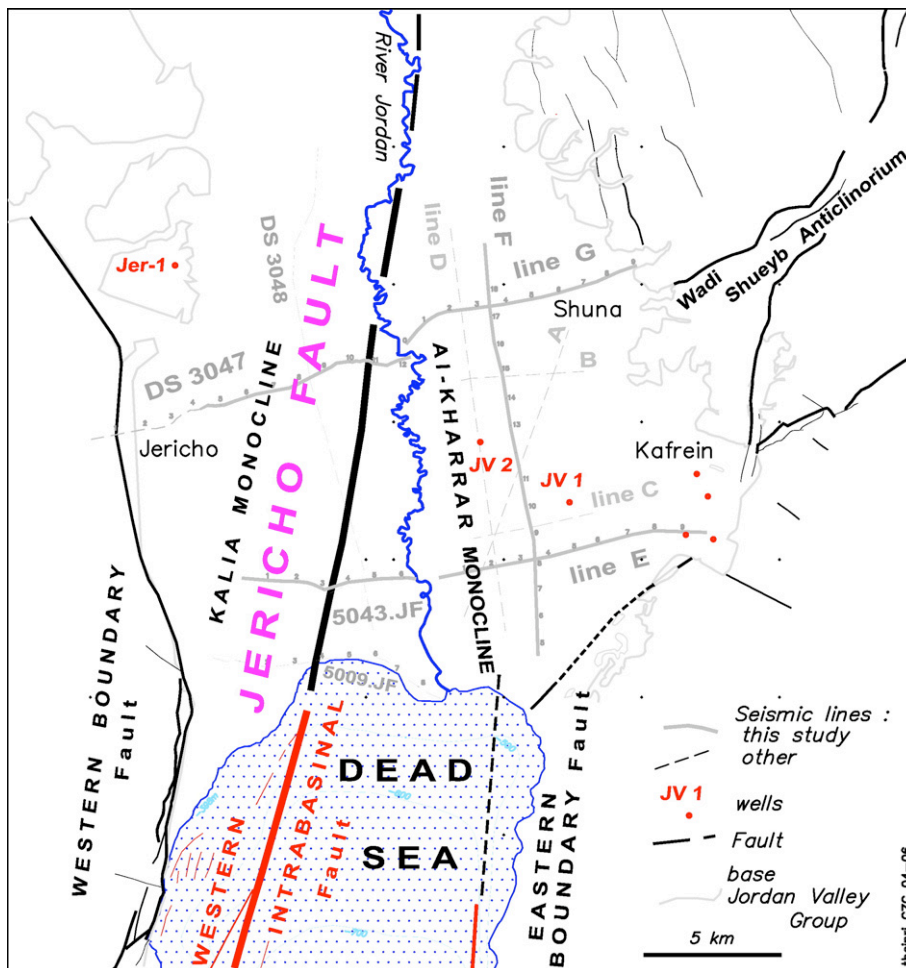 River Jordan
line D
line F
line G
Shuna
Wadi Shueyb Anticlinorium
Jer-1
DS 3048
DS 3047
Jericho
KALIA MONOCLINE
JERICHO FAULT
Al-KHARRAR MONOCLINE
A
B
JV 2
JV 1
Kafrein
line C
line E
5043.JF
5009.JF
WESTERN BOUNDARY
Fault
WESTERN
INTRABASINAL
Fault
DEAD
SEA
EASTERN
BOUNDARY Fault
Seismic lines :
this study
other
JV 1
wells
Fault
base
Jordan Valley
Group
5 km